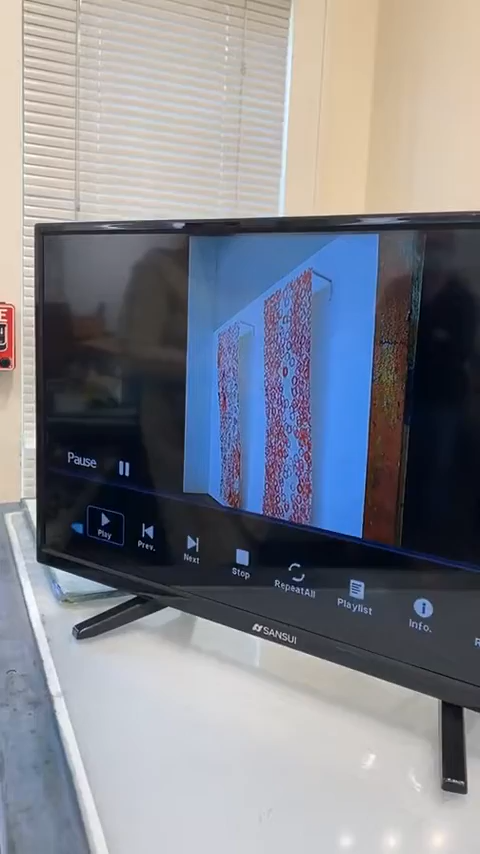 Pause
Play
Prev.
Next
Stop
RepeatAll
Playlist
Info.
SANSUI